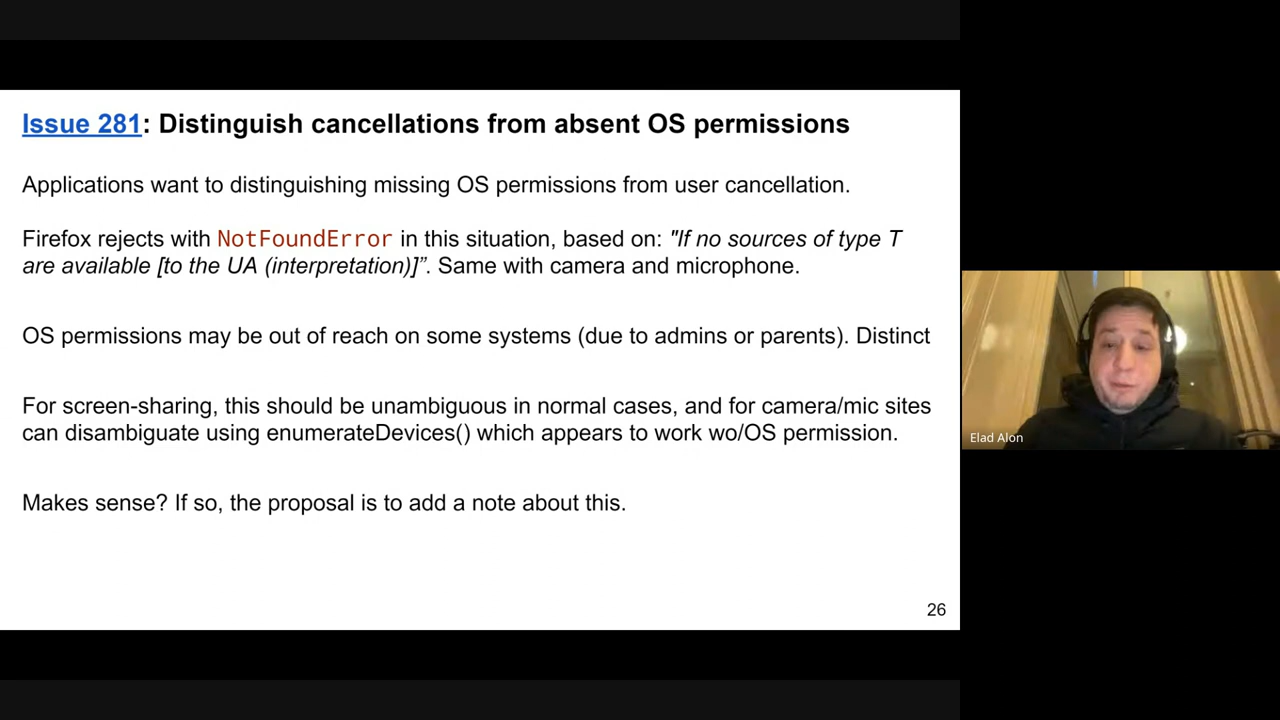 Issue 281: Distinguish cancellations from absent OS permissions
Applications want to distinguishing missing OS permissions from user cancellation.
Firefox rejects with NotFoundError in this situation, based on: "If no sources of type T
are available [to the UA (interpretation)]”. Same with camera and microphone.
OS permissions may be out of reach on some systems (due to admins or parents). Distinct
For screen-sharing, this should be unambiguous in normal cases, and for camera/mic sites
can disambiguate using enumerateDevices() which appears to work wo/OS permission.
Makes sense? If so, the proposal is to add a note about this.
26
Elad Alon